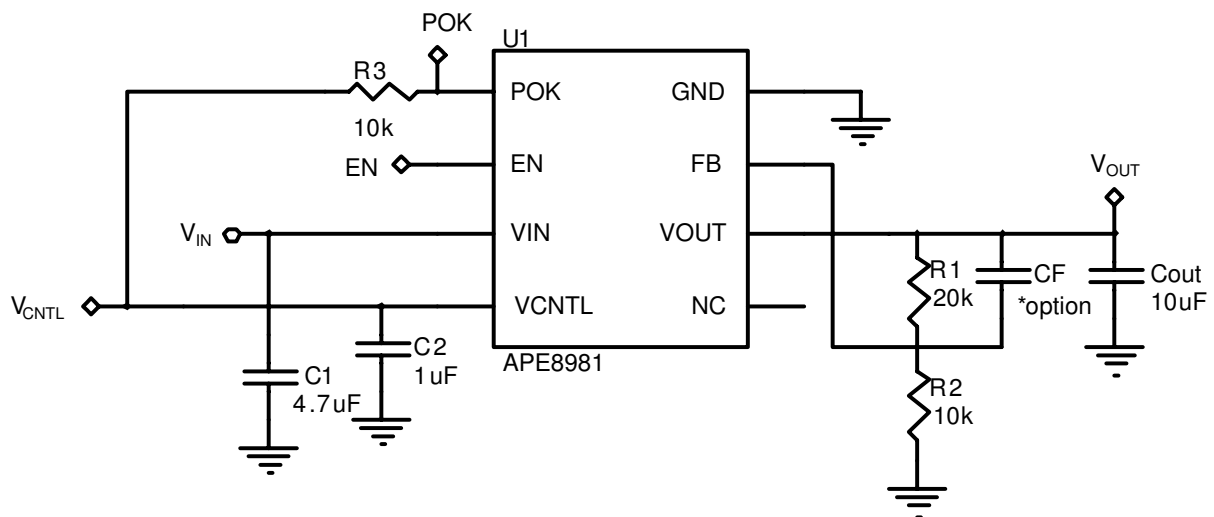 POK
U1
R3
POK
GND
10k
EN
EN
FB
VOUT
VIN
VIN
VOUT
R1
20k
CF
*option
Cout
10uF
VCNTL
VCNTL
NC
C2
1uF
APE8981
C1
4.7uF
R2
10k